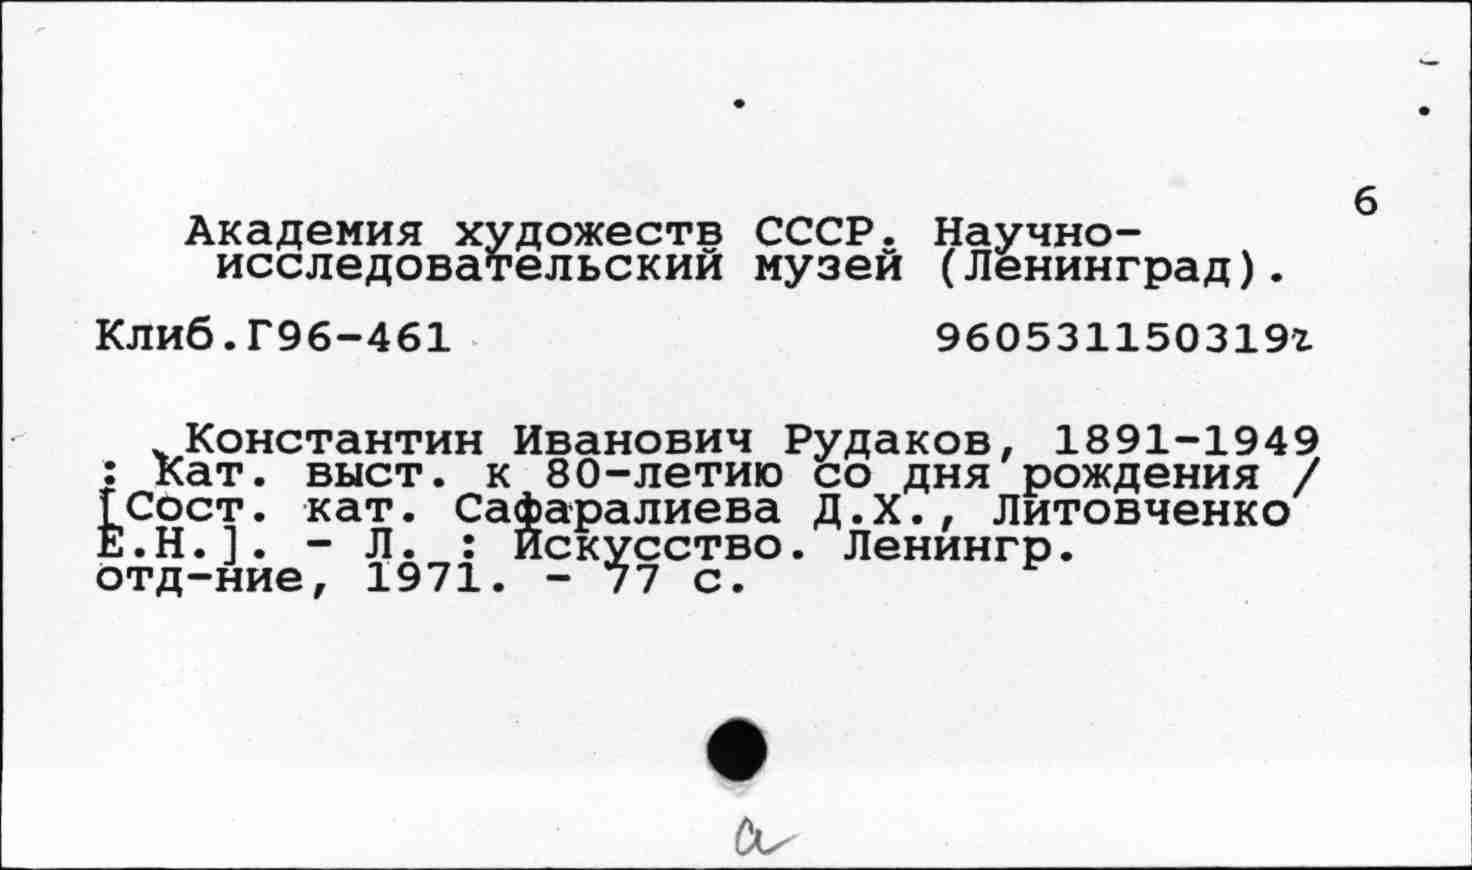 6
Академия художеств СССР. Научно-
исследовательский музей (Ленинград).
Клиб.Г96-461 960531150319г
Константин Иванович Рудаков, 1891-1949
: Кат. выст. к 80-летию со дня рождения /
[Сост. кат. Сафаралиева Д.Х., Литовченко
Е.Н.]. - Л. : Искусство. Ленингр.
отд-ние, 1971. - 77 с.
а